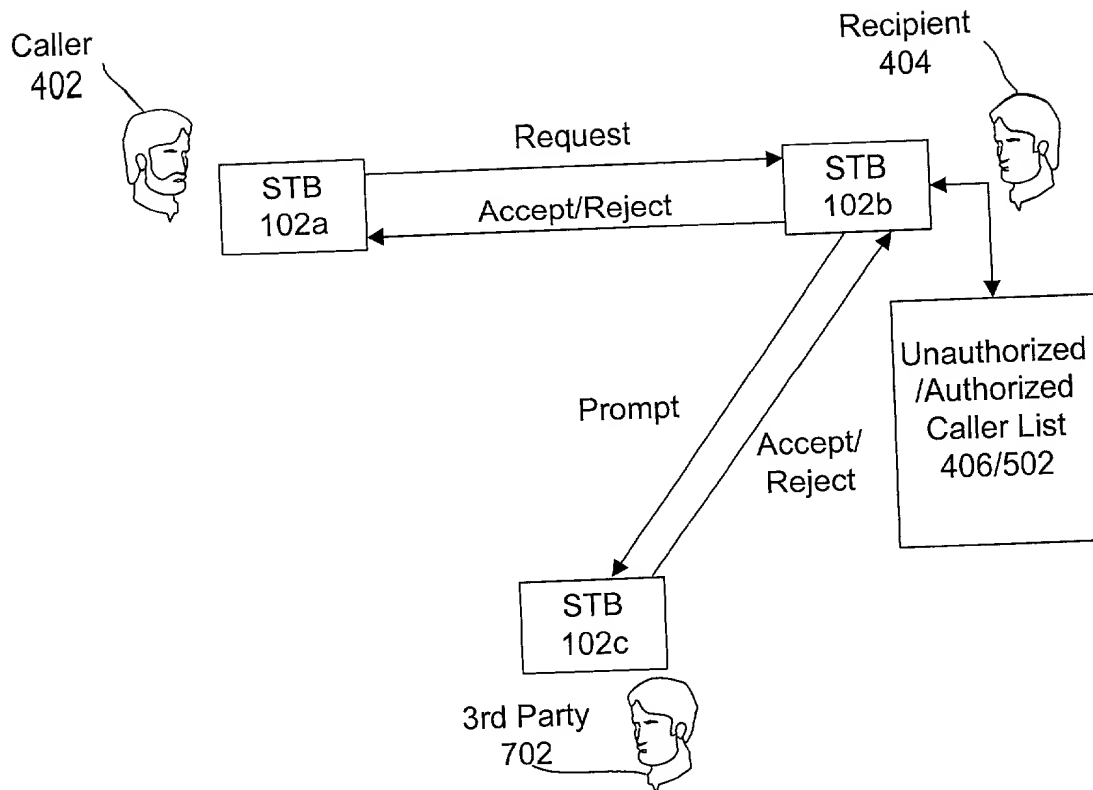 Caller
402
Recipient
404
Request
STB
102a
STB
102b
Accept/Reject
Unauthorized
/Authorized
Caller List
406/502
Prompt
Accept/
Reject
STB
102c
3rd Party
702